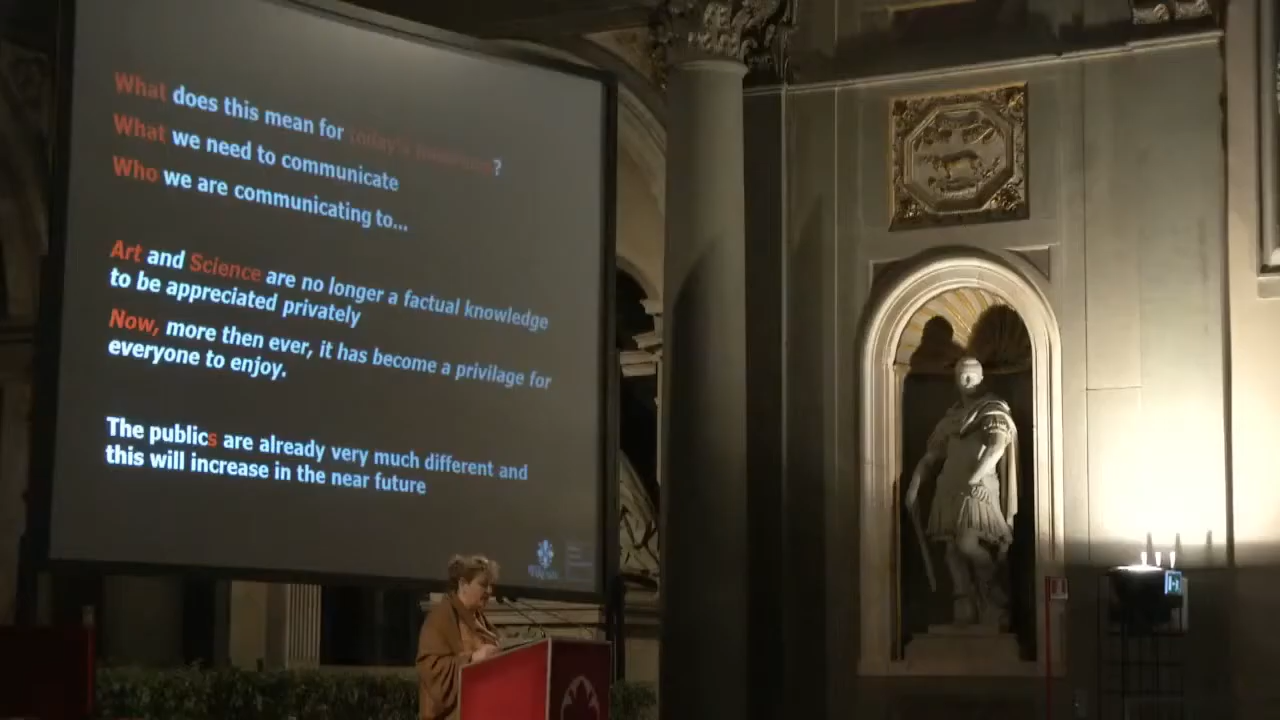 What does this mean for today's ?
What we need to communicate
Who we are communicating to...
Art and Science are no longer a factual knowledge
to be appreciated privately
Now, more then ever, it has become a privilage for
everyone to enjoy.
The publics are already very much different and
this will increase in the near future